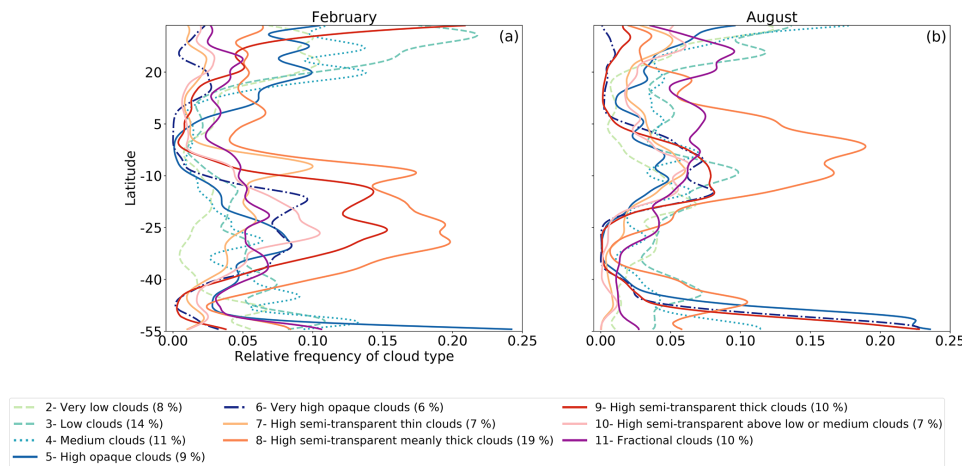 February
August
(a)
(b)
20
5
-10
-25
-40
-55
Latitude
0.00 0.05 0.10 0.15 0.20 0.25
0.00 0.05 0.10 0.15 0.20 0.25
Relative frequency of cloud type
2- Very low clouds (8 %)
3- Low clouds (14 %)
4- Medium clouds (11 %)
5- High opaque clouds (9 %)
6- Very high opaque clouds (6 %)
7- High semi-transparent thin clouds (7 %)
8- High semi-transparent meanly thick clouds (19 %)
9- High semi-transparent thick clouds (10 %)
10- High semi-transparent above low or medium clouds (7 %)
11- Fractional clouds (10 %)